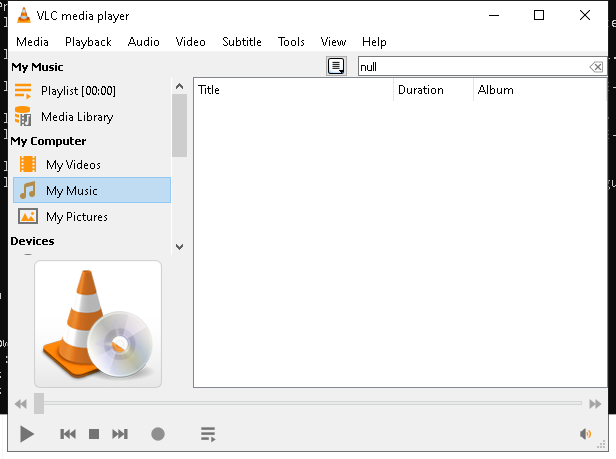 VLC media player
Media Playback Audio Video Subtitle Tools View Help
My Music
null
Playlist [00:00]
Media Library
My Computer
My Videos
My Music
My Pictures
Devices
Title Duration Album